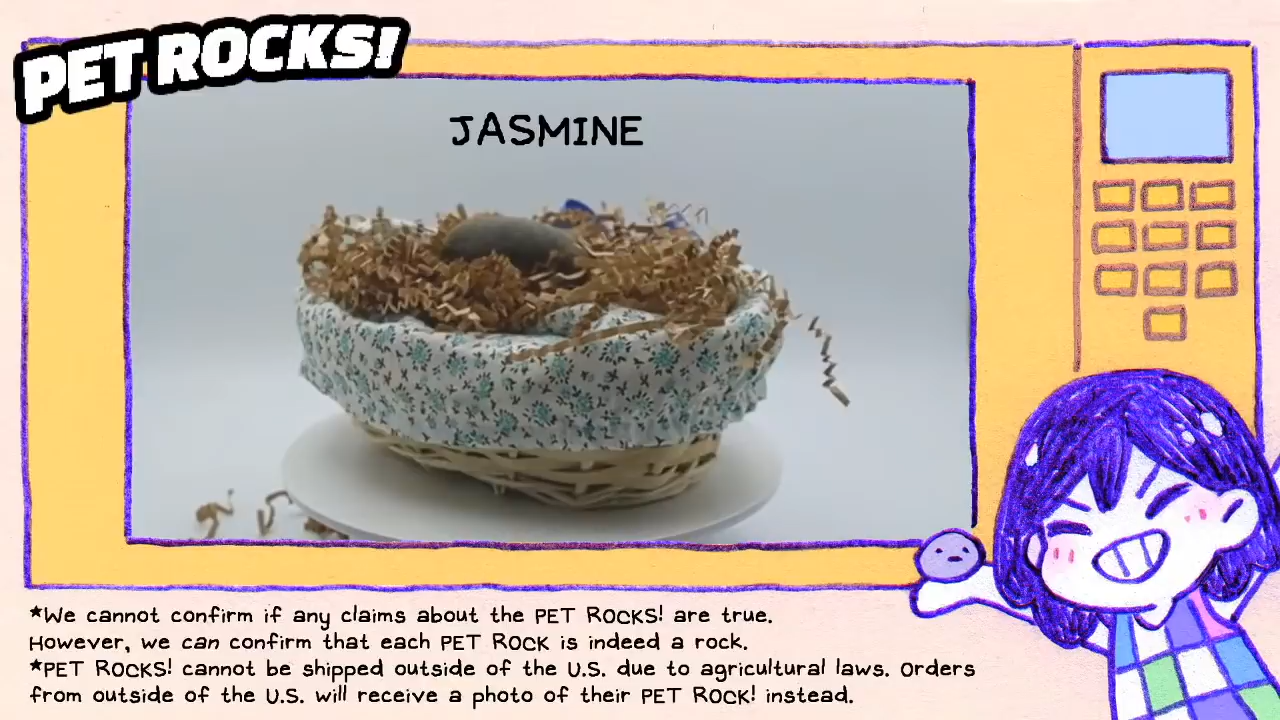 PET ROCKS!
JASMINE
*We cannot confirm if any claims about the PET ROCKS! are true.
However, we can confirm that each PET ROCK is indeed a rock.
*PET ROCKS! cannot be shipped outside of the U.S. due to agricultural laws. Orders
from outside of the U.S. will receive a photo of their PET ROCK! instead.